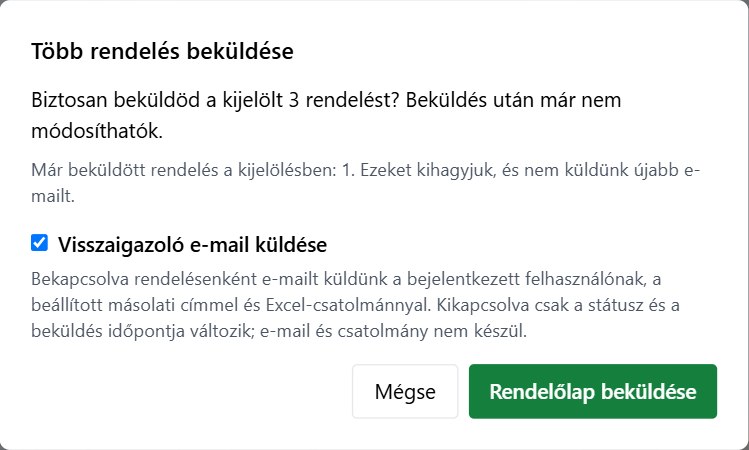 Több rendelés beküldése
Biztosan beküldöd a kijelölt 3 rendelést? Beküldés után már nem
módosíthatók.
Már beküldött rendelés a kijelölésben: 1. Ezeket kihagyjuk, és nem küldünk újabb e-
mailt.
Visszaigazoló e-mail küldése
Bekapcsolva rendelésenként e-mailt küldünk a bejelentkezett felhasználónak, a
beállított másolati címmel és Excel-csatolmánnyal. Kikapcsolva csak a státusz és a
beküldés időpontja változik; e-mail és csatolmány nem készül.
Mégse
Rendelőlap beküldése